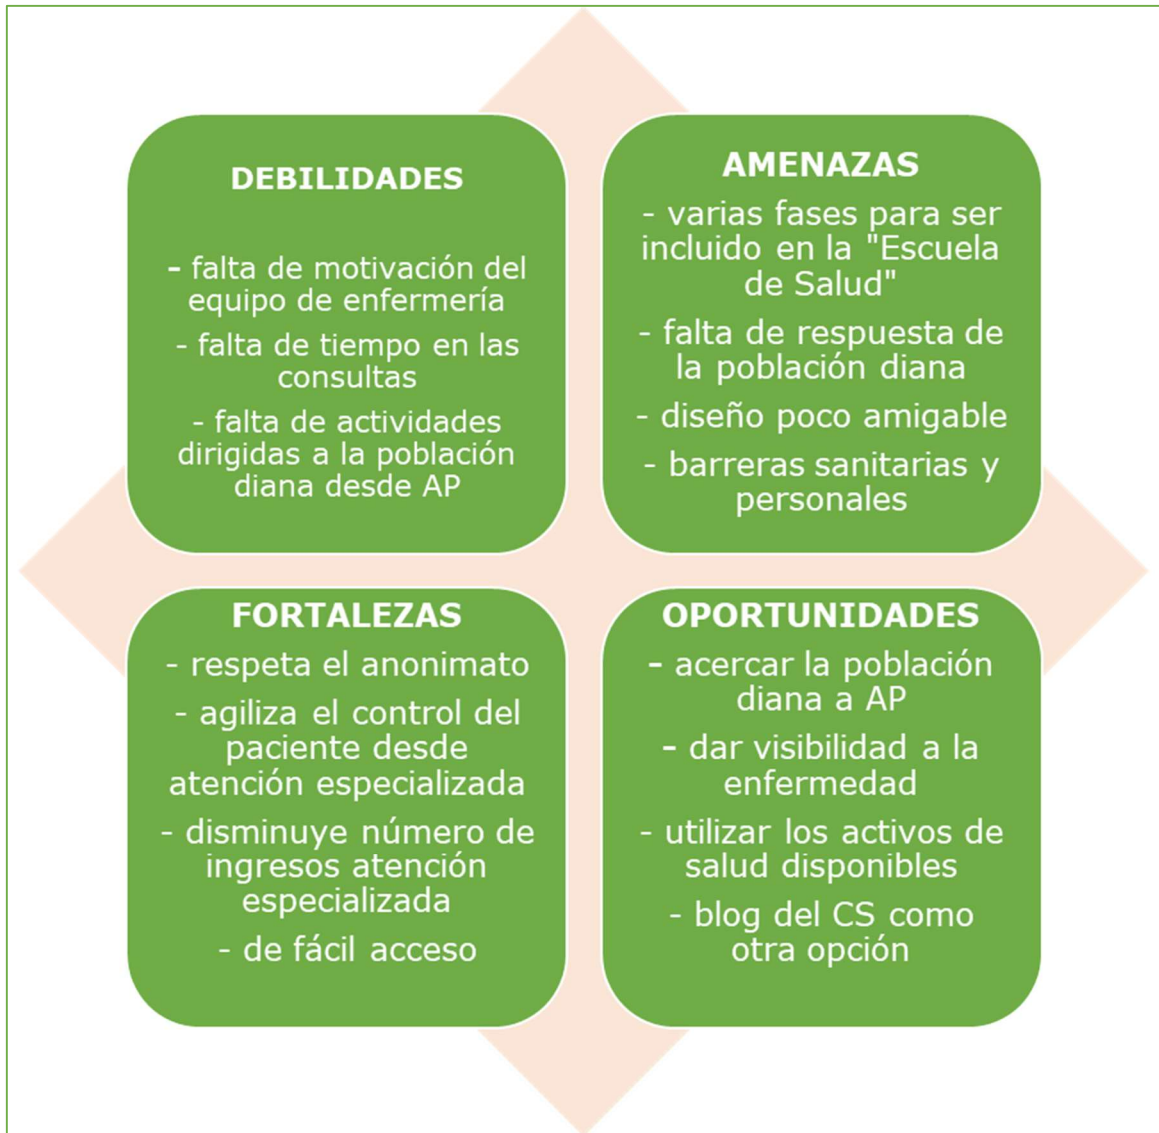 DEBILIDADES
- falta de motivación del
equipo de enfermería
- falta de tiempo en las
consultas
- falta de actividades
dirigidas a la población
diana desde AP
AMENAZAS
- varias fases para ser
incluido en la "Escuela
de Salud"
- falta de respuesta de
la población diana
- diseño poco amigable
- barreras sanitarias y
personales
FORTALEZAS
- respeta el anonimato
- agiliza el control del
paciente desde
atención especializada
- disminuye número de
ingresos atención
especializada
- de fácil acceso
OPORTUNIDADES
- acercar la población
diana a AP
- dar visibilidad a la
enfermedad
- utilizar los activos de
salud disponibles
- blog del CS como
otra opción